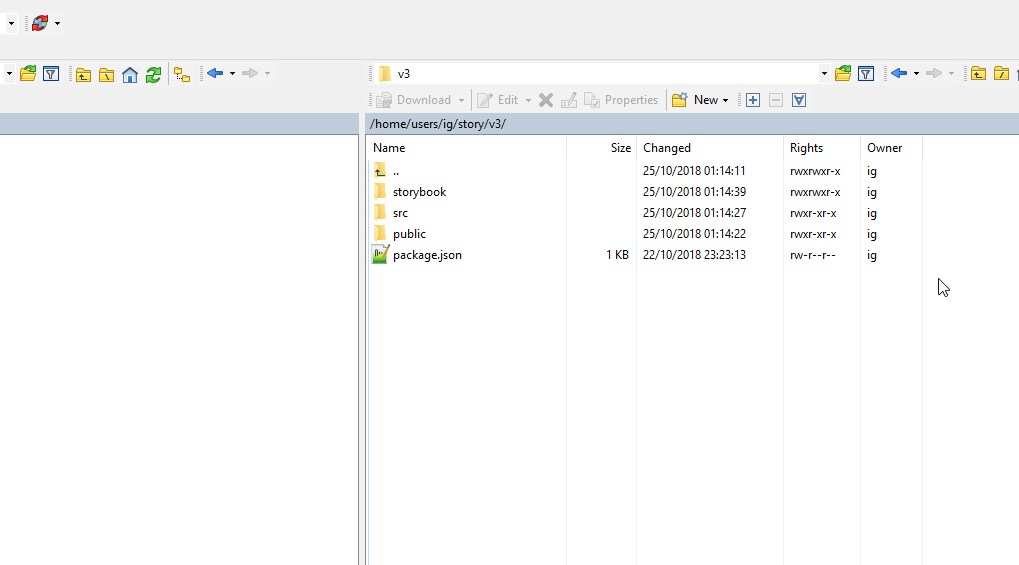 v3
Download Edit Properties New
/home/users/ig/story/v3/
Name Size Changed Rights Owner
.. 25/10/2018 01:14:11 rwxrwxr-x ig
storybook 25/10/2018 01:14:39 rwxrwxr-x ig
src 25/10/2018 01:14:27 rwxr-xr-x ig
public 25/10/2018 01:14:22 rwxr-xr-x ig
package.json 1 KB 22/10/2018 23:23:13 rw-r--r-- ig